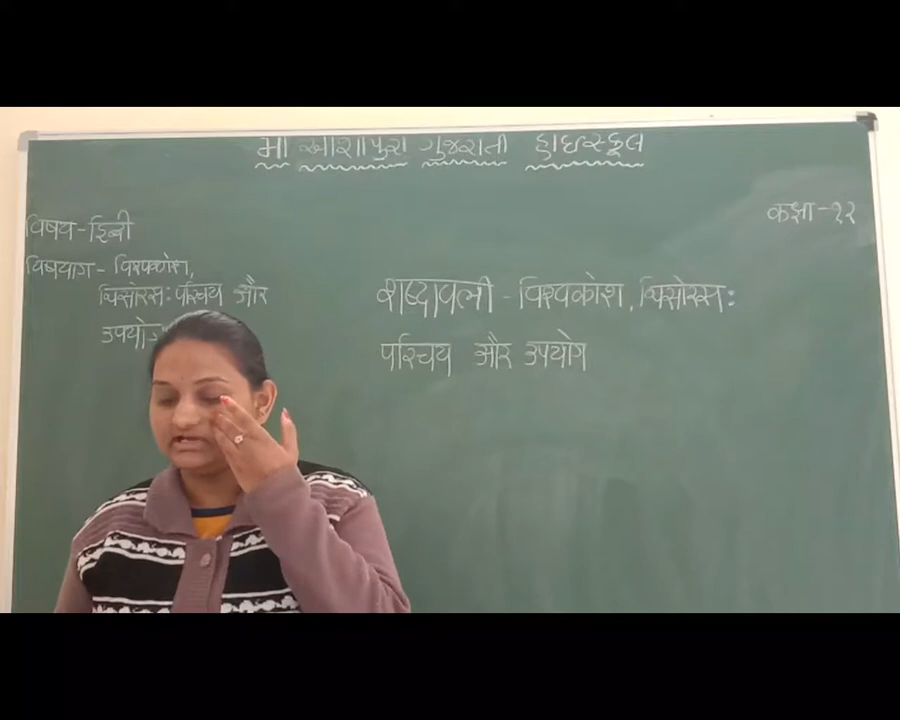 मा आशापुरा गुजराती हाईस्कूल
विषय - हिन्दी
कक्षा - १२
विषयांग - विश्वकोश,
थिसोरस : परिचय और
उपयो
शब्दावली - विश्वकोश, थिसोरस :
परिचय और उपयोग